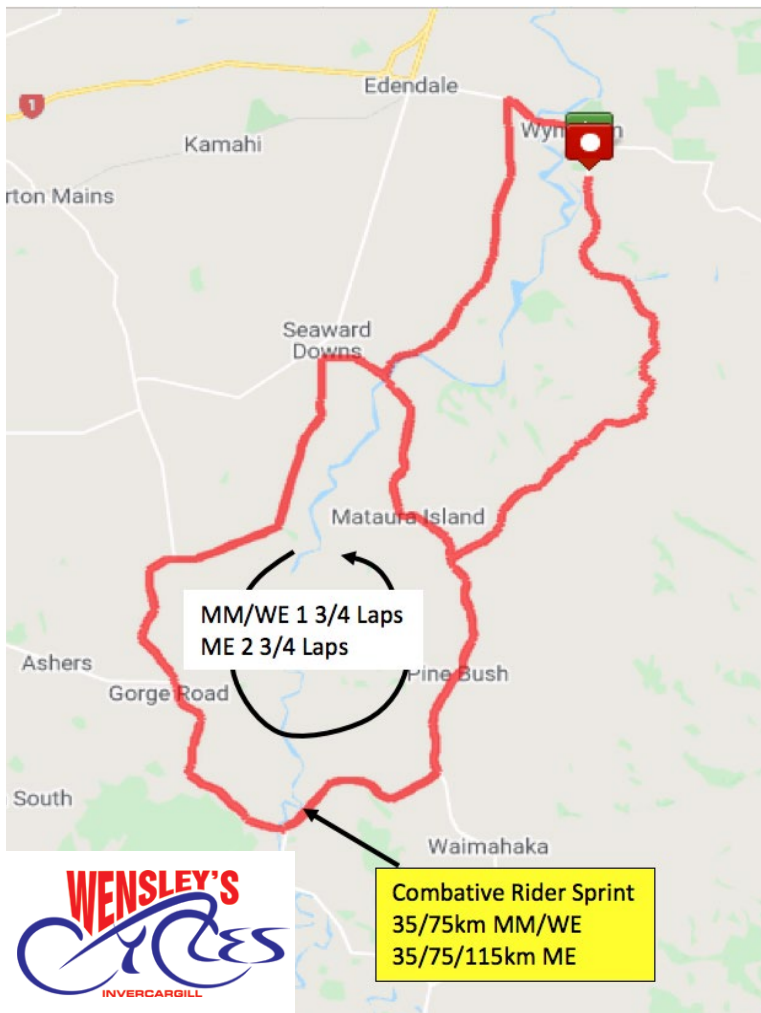 Edendale
1
Kamahi
rton Mains
Seaward
Downs
Mataura Island
MM/WE 1 3/4 Laps
ME 2 3/4 Laps
Ashers
Gorge Road
Pine Bush
South
Waimahaka
Combative Rider Sprint
35/75km MM/WE
35/75/115km ME
WENSLEY'S
CYCLES
INVERCARGILL